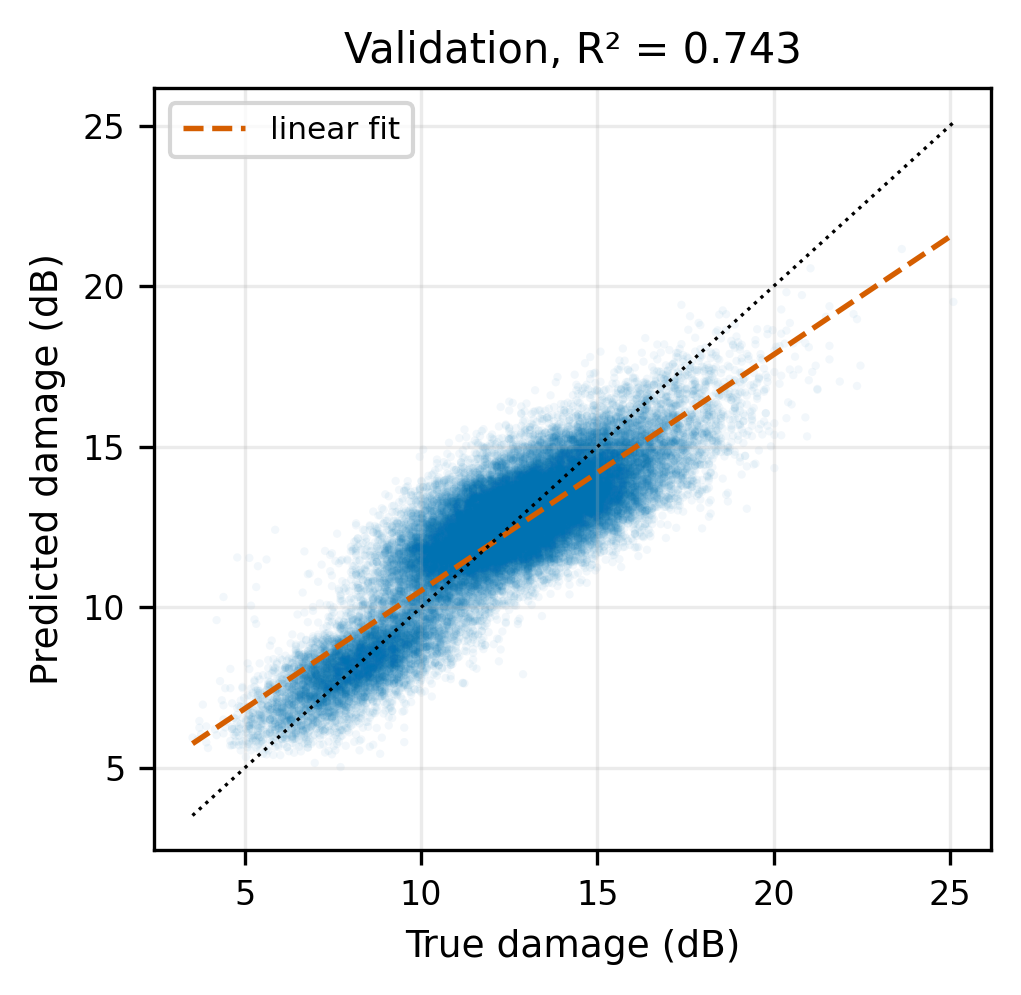 Validation, R² = 0.743
linear fit
Predicted damage (dB)
25
20
15
10
5
5 10 15 20 25
True damage (dB)